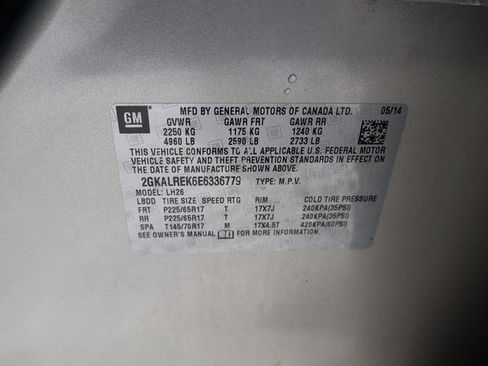 GM
MFD BY GENERAL MOTORS OF CANADA LTD. 05/14
GVWR GAWR FRT GAWR RR
2250 KG 1175 KG 1240 KG
4960 LB 2590 LB 2733 LB
THIS VEHICLE CONFORMS TO ALL APPLICABLE U.S. FEDERAL MOTOR
VEHICLE SAFETY AND THEFT PREVENTION STANDARDS IN EFFECT ON
THE DATE OF MANUFACTURE SHOWN ABOVE.
2GKALREK6E6336779 TYPE: M.P.V.
MODEL: LH26
LBDD TIRE SIZE SPEED RTG RIM COLD TIRE PRESSURE
FRT P225/65R17 T 17X7J 240KPA(35PSI)
RR P225/65R17 T 17X7J 240KPA(35PSI)
SPA T145/70R17 M 17X4.5T 420KPA(60PSI)
SEE OWNER'S MANUAL FOR MORE INFORMATION.